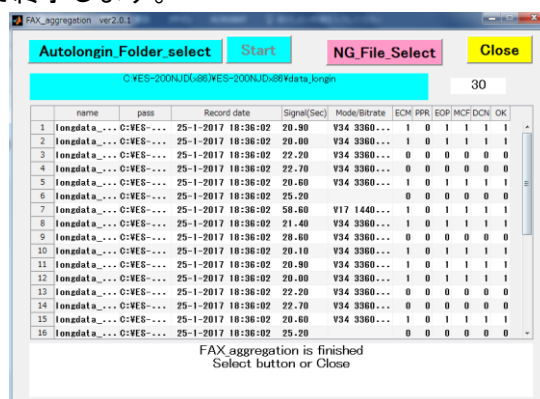 を終了します。
FAX_aggregation ver2.0.1
Autolongin_Folder_select Start NG_File_Select Close
C:¥ES-200NJD(x86)¥ES-200NJDx86¥data_longin 30
name pass Record date Signal(Sec) Mode/Bitrate ECM PPR EOP MCF DCN OK
1 longdata_... C:¥ES-... 25-1-2017 18:36:02 20.90 V34 3360... 1 0 1 1 1 1
2 longdata_... C:¥ES-... 25-1-2017 18:36:02 20.00 V34 3360... 1 0 1 1 1 1
3 longdata_... C:¥ES-... 25-1-2017 18:36:02 22.20 V34 3360... 0 0 0 0 0 0
4 longdata_... C:¥ES-... 25-1-2017 18:36:02 22.70 V34 3360... 0 0 0 0 0 0
5 longdata_... C:¥ES-... 25-1-2017 18:36:02 20.60 V34 3360... 1 0 1 1 1 1
6 longdata_... C:¥ES-... 25-1-2017 18:36:02 25.20 0 0 0 0 0 0
7 longdata_... C:¥ES-... 25-1-2017 18:36:02 58.60 V17 1440... 1 0 1 1 1 1
8 longdata_... C:¥ES-... 25-1-2017 18:36:02 21.40 V34 3360... 1 0 1 1 1 1
9 longdata_... C:¥ES-... 25-1-2017 18:36:02 28.60 V34 3360... 0 0 0 0 0 0
10 longdata_... C:¥ES-... 25-1-2017 18:36:02 20.10 V34 3360... 1 0 1 1 1 1
11 longdata_... C:¥ES-... 25-1-2017 18:36:02 20.90 V34 3360... 1 0 1 1 1 1
12 longdata_... C:¥ES-... 25-1-2017 18:36:02 20.00 V34 3360... 1 0 1 1 1 1
13 longdata_... C:¥ES-... 25-1-2017 18:36:02 22.20 V34 3360... 0 0 0 0 0 0
14 longdata_... C:¥ES-... 25-1-2017 18:36:02 22.70 V34 3360... 0 0 0 0 0 0
15 longdata_... C:¥ES-... 25-1-2017 18:36:02 20.60 V34 3360... 1 0 1 1 1 1
16 longdata_... C:¥ES-... 25-1-2017 18:36:02 25.20 0 0 0 0 0 0
FAX_aggregation is finished
Select button or Close